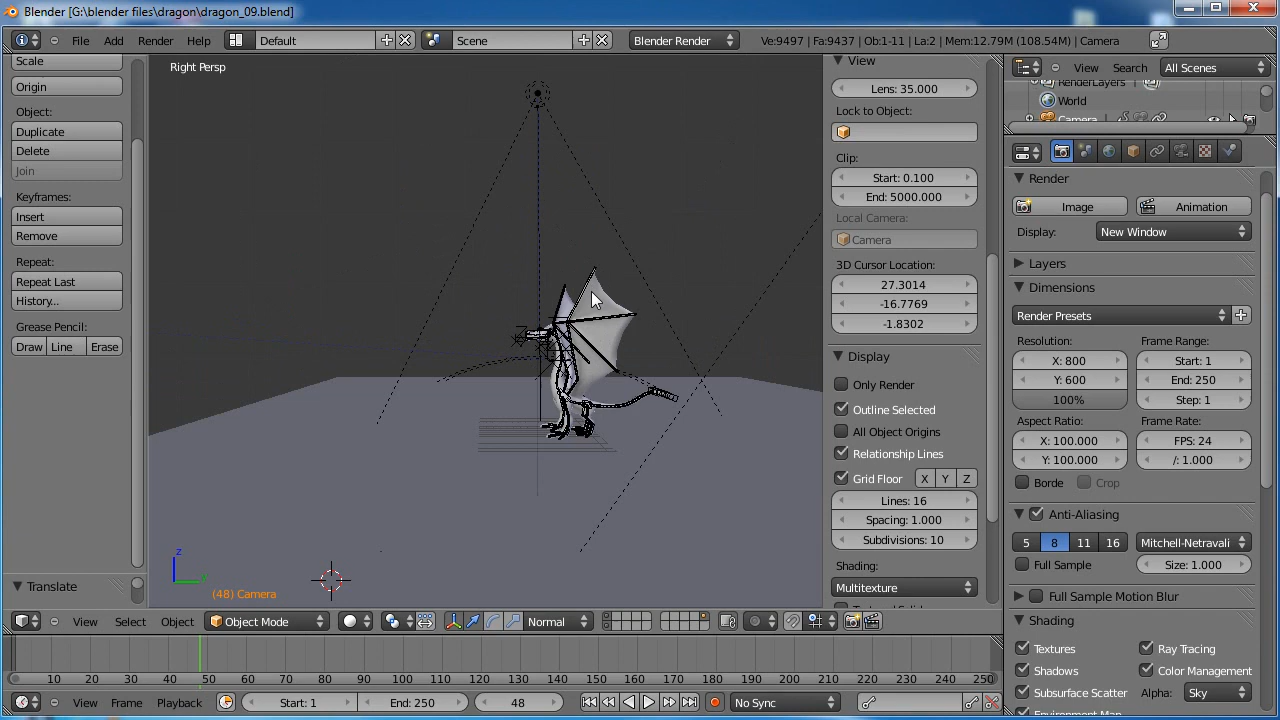 Blender [G:\blender files\dragon\dragon_09.blend]
File Add Render Help Default Scene Blender Render Ve:9497 | Fa:9437 | Ob:1-11 | La:2 | Mem:12.79M (108.54M) | Camera
Scale
Origin
Object:
Duplicate
Delete
Join
Keyframes:
Insert
Remove
Repeat:
Repeat Last
History...
Grease Pencil:
Draw Line Erase
Translate
Right Persp
z
y
(48) Camera
View
Lens: 35.000
Lock to Object:
Clip:
Start: 0.100
End: 5000.000
Local Camera:
Camera
3D Cursor Location:
27.3014
-16.7769
-1.8302
Display
Only Render
Outline Selected
All Object Origins
Relationship Lines
Grid Floor X Y Z
Lines: 16
Spacing: 1.000
Subdivisions: 10
Shading:
Multitexture
View Search All Scenes
RenderLayers
World
Camera
Render
Image Animation
Display: New Window
Layers
Dimensions
Render Presets
Resolution: Frame Range:
X: 800 Start: 1
Y: 600 End: 250
100% Step: 1
Aspect Ratio: Frame Rate:
X: 100.000 FPS: 24
Y: 100.000 /: 1.000
Borde Crop
Anti-Aliasing
5 8 11 16 Mitchell-Netravali
Full Sample Size: 1.000
Full Sample Motion Blur
Shading
Textures Ray Tracing
Shadows Color Management
Subsurface Scatter Alpha: Sky
Environment Map
View Select Object Object Mode Normal
10 20 30 40 50 60 70 80 90 100 110 120 130 140 150 160 170 180 190 200 210 220 230 240 250
View Frame Playback Start: 1 End: 250 48 No Sync